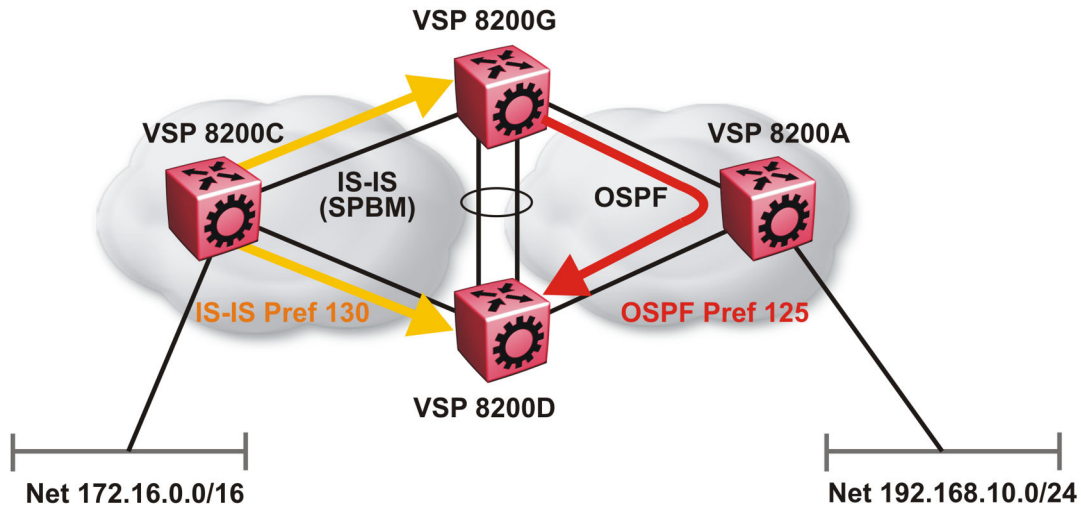 VSP 8200G
VSP 8200C
VSP 8200A
IS-IS
(SPBM)
OSPF
IS-IS Pref 130
OSPF Pref 125
VSP 8200D
Net 172.16.0.0/16
Net 192.168.10.0/24